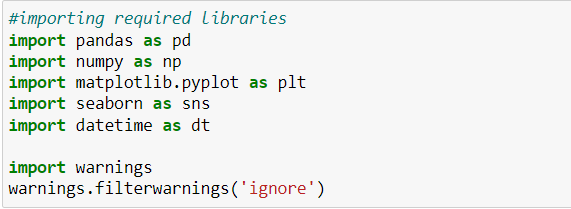 #importing required libraries
import pandas as pd
import numpy as np
import matplotlib.pyplot as plt
import seaborn as sns
import datetime as dt
import warnings
warnings.filterwarnings('ignore')